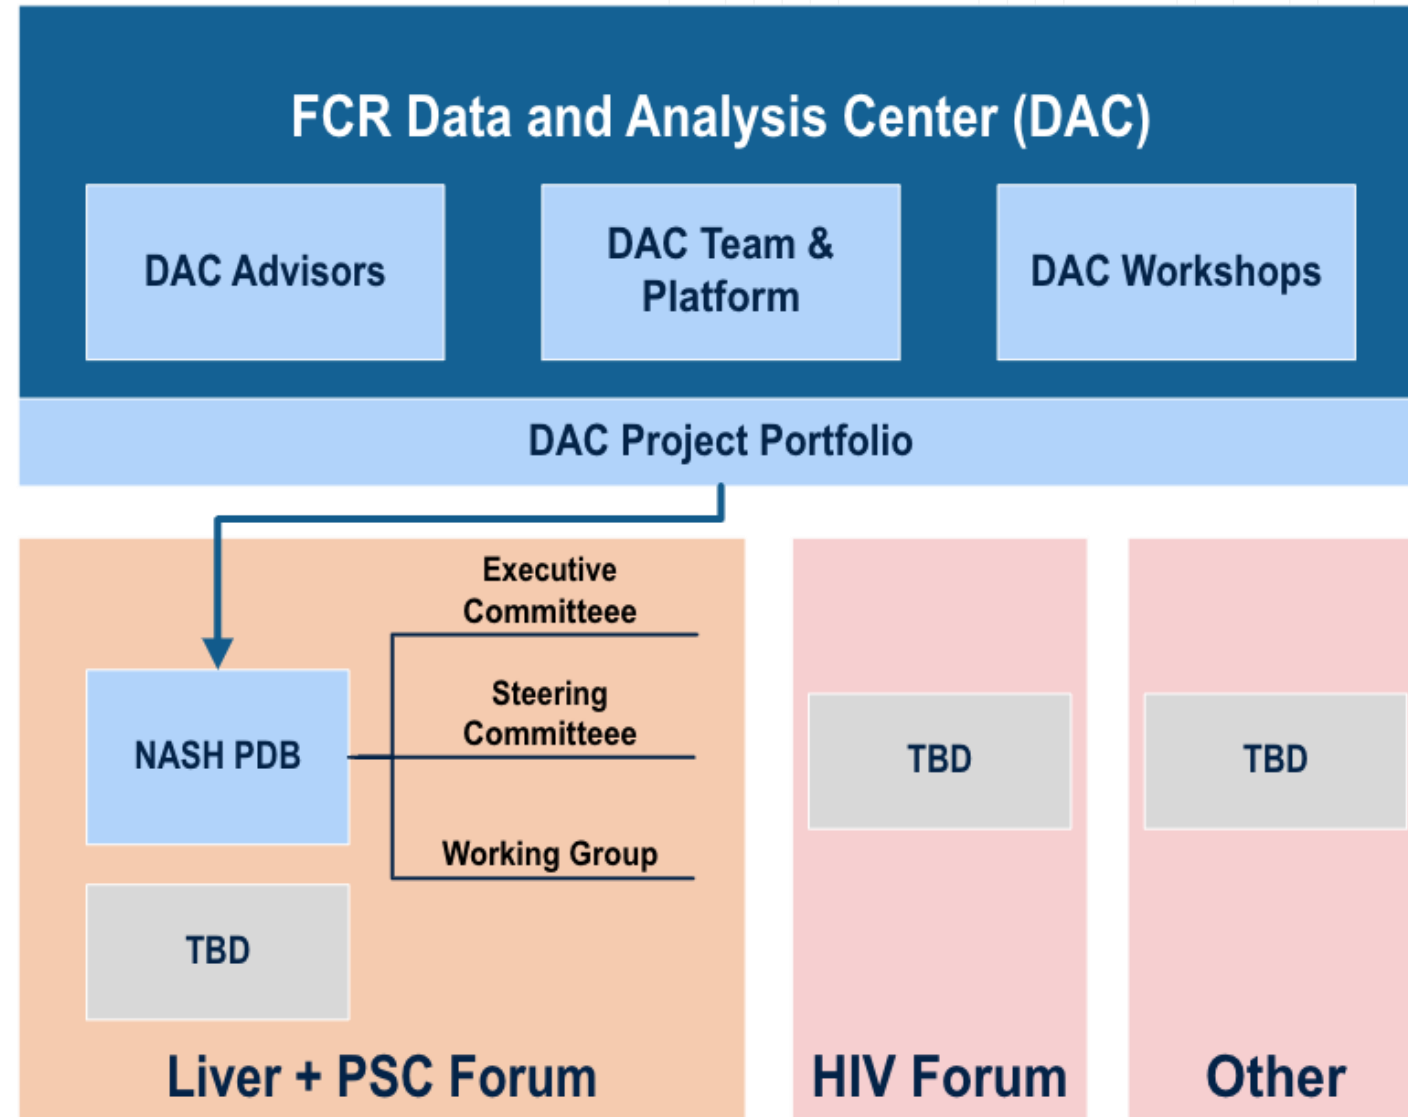 FCR Data and Analysis Center (DAC)
DAC Advisors
DAC Team &
Platform
DAC Workshops
DAC Project Portfolio
Executive
Committeee
Steering
Committeee
Working Group
NASH PDB
TBD
Liver + PSC Forum
TBD
HIV Forum
TBD
Other